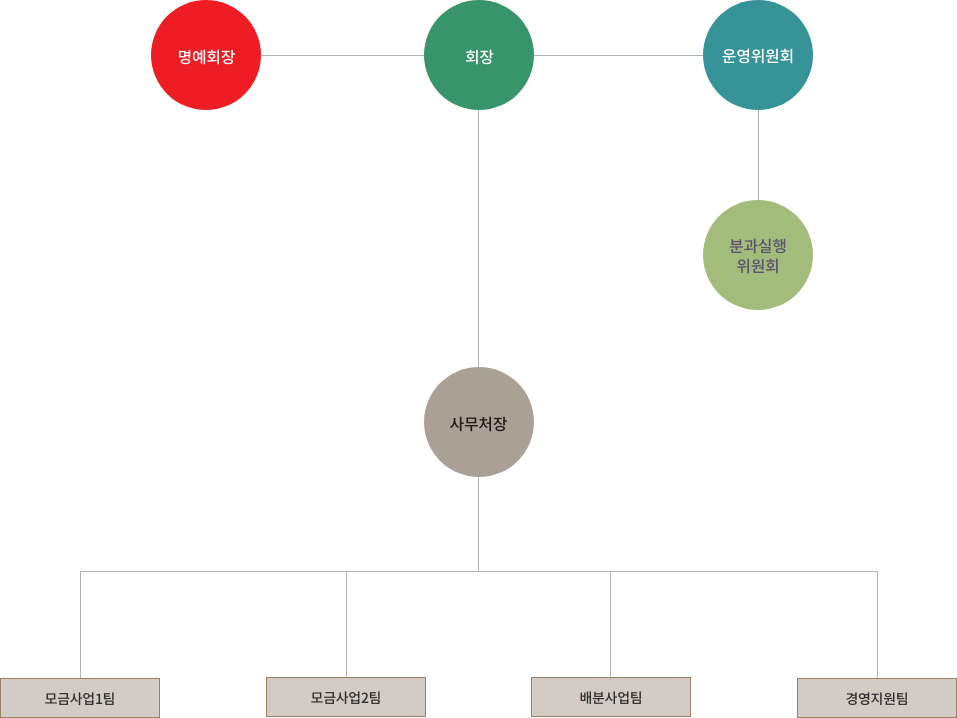 명예회장
회장
운영위원회
분과실행
위원회
사무처장
모금사업1팀
모금사업2팀
배분사업팀
경영지원팀